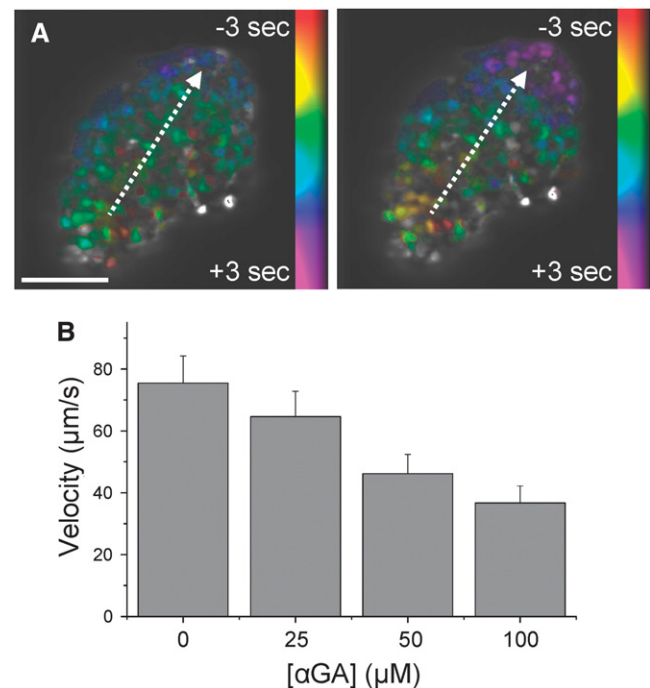 A
-3 sec
+3 sec
-3 sec
+3 sec
B
Velocity (µm/s)
80
60
40
20
0
0 25 50 100
[αGA] (µM)